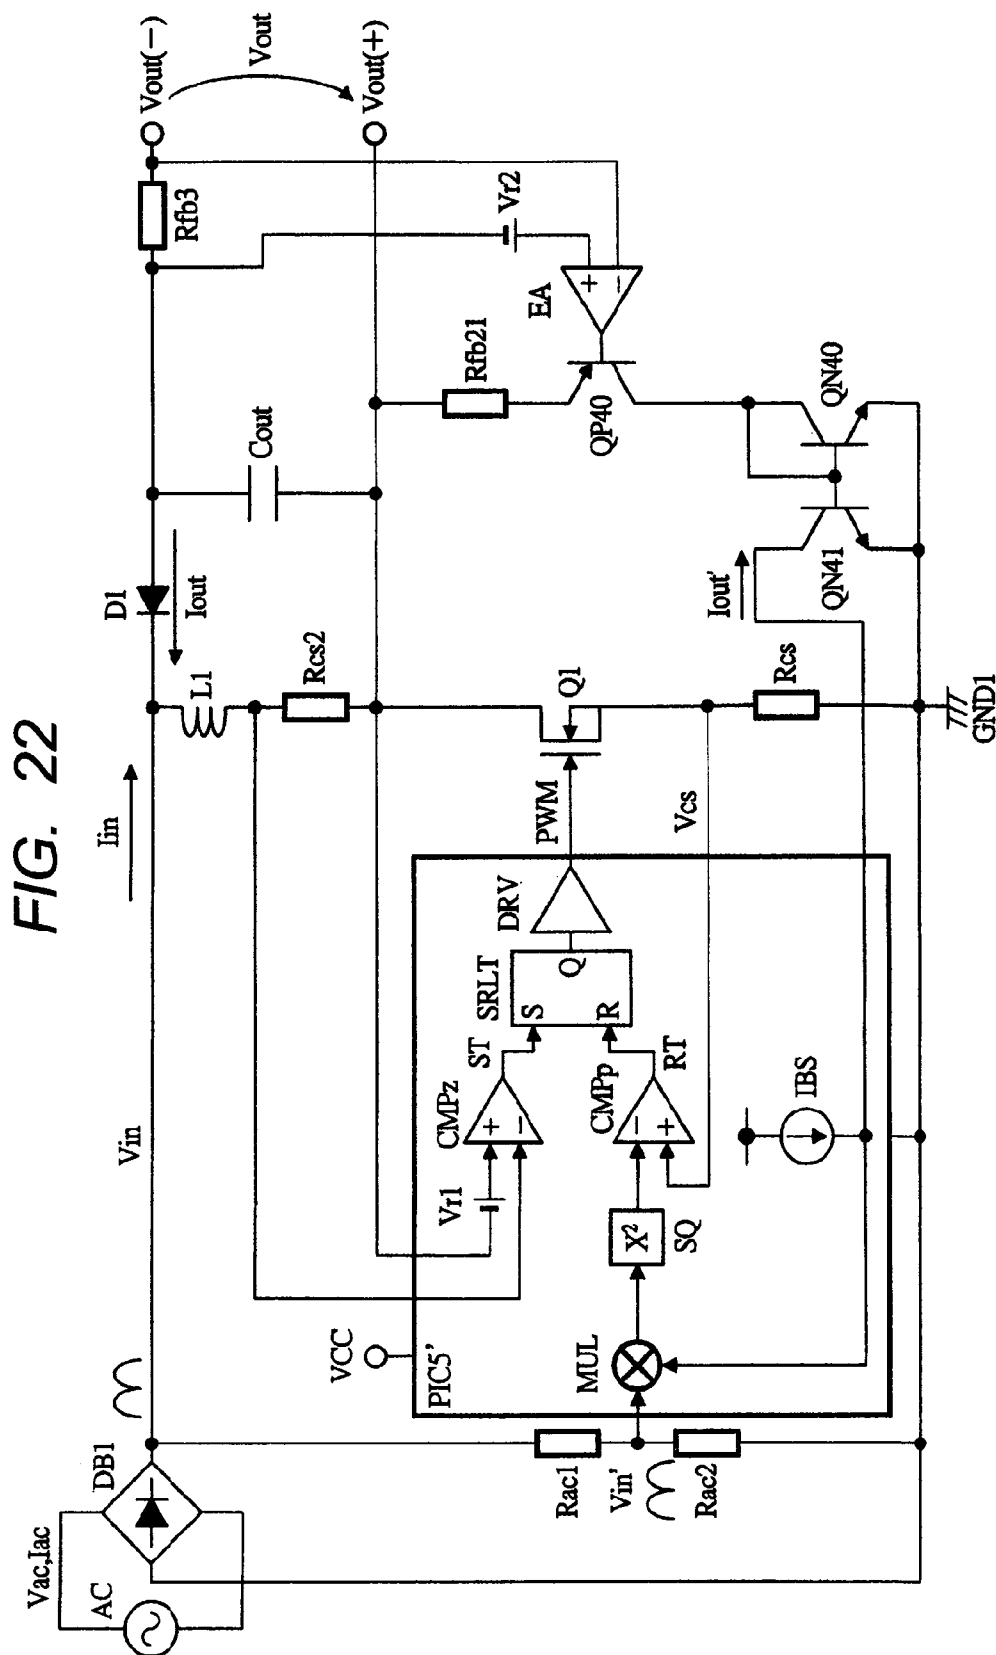 FIG. 22
Vac,Iac
AC
DB1
Vin
Iin
L1
D1
Iout
Cout
Rfb3
Vout(−)
Vout
Vout(+)
Rcs2
VCC
PIC5'
Vr1
CMPz
+
−
ST
SRLT
S
Q
R
DRV
PWM
Q1
Rfb21
EA
+
−
Vr2
QP40
Rac1
Vin'
Rac2
MUL
X²
SQ
CMPp
−
+
RT
Vcs
Rcs
IBS
Iout'
QN41
QN40
GND1